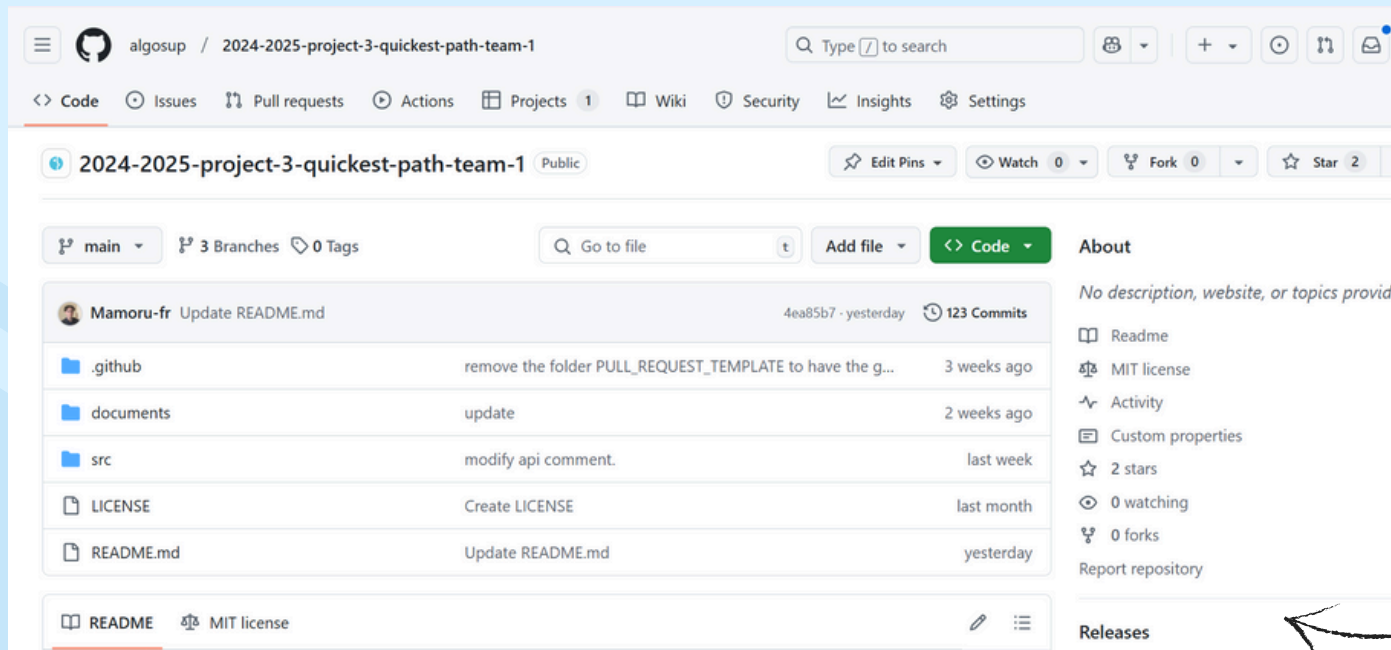 algosup / 2024-2025-project-3-quickest-path-team-1 Type / to search
Code Issues Pull requests Actions Projects 1 Wiki Security Insights Settings
2024-2025-project-3-quickest-path-team-1 Public Edit Pins Watch 0 Fork 0 Star 2
main 3 Branches 0 Tags Go to file t Add file Code
Mamoru-fr Update README.md 4ea85b7 · yesterday 123 Commits
.github remove the folder PULL_REQUEST_TEMPLATE to have the g... 3 weeks ago
documents update 2 weeks ago
src modify api comment. last week
LICENSE Create LICENSE last month
README.md Update README.md yesterday
README MIT license
About
No description, website, or topics provid
Readme
MIT license
Activity
Custom properties
2 stars
0 watching
0 forks
Report repository
Releases